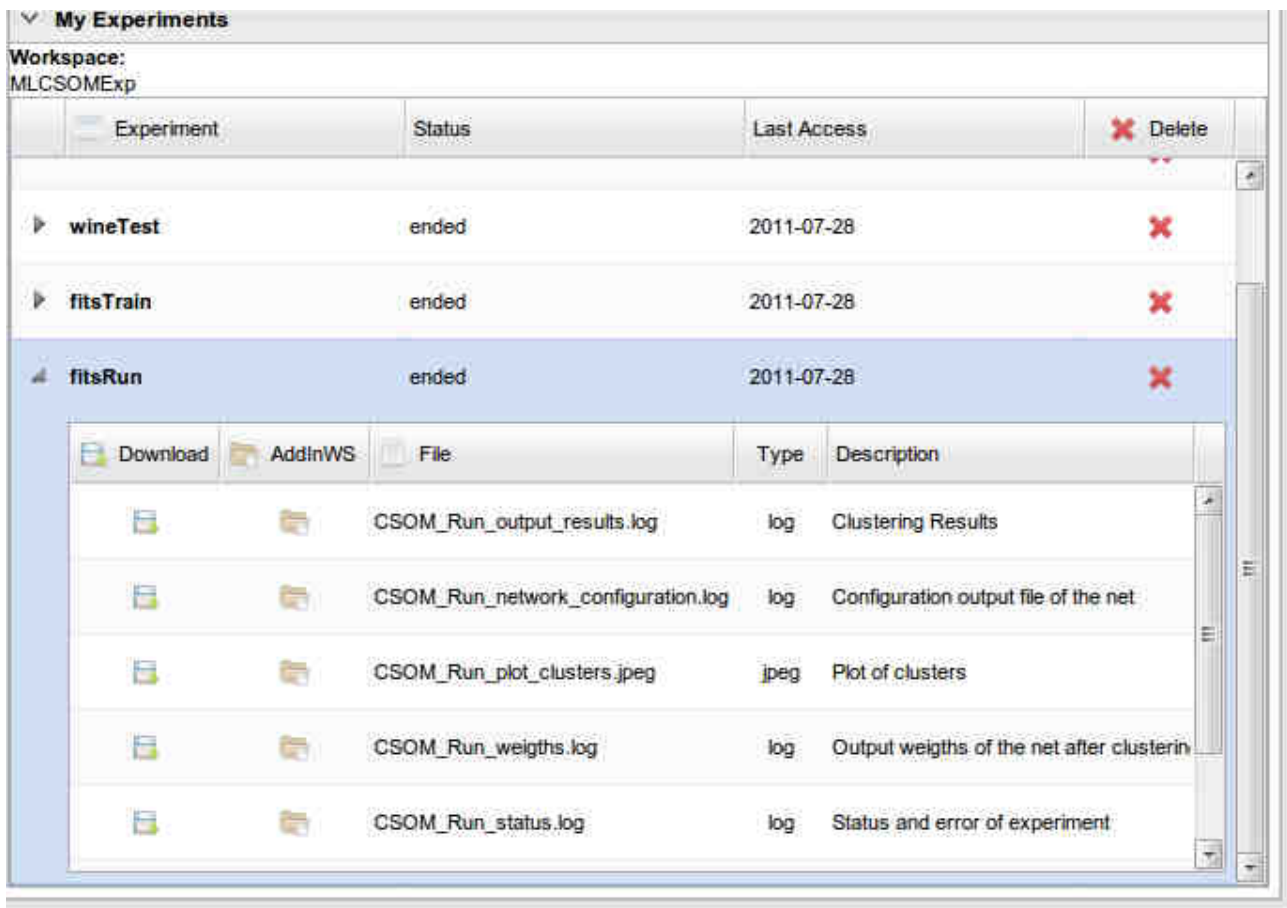 My Experiments
Workspace:
MLCSOMExp
Experiment Status Last Access Delete
wineTest ended 2011-07-28
fitsTrain ended 2011-07-28
fitsRun ended 2011-07-28
Download AddInWS File Type Description
CSOM_Run_output_results.log log Clustering Results
CSOM_Run_network_configuration.log log Configuration output file of the net
CSOM_Run_plot_clusters.jpeg jpeg Plot of clusters
CSOM_Run_weigths.log log Output weigths of the net after clusterin
CSOM_Run_status.log log Status and error of experiment